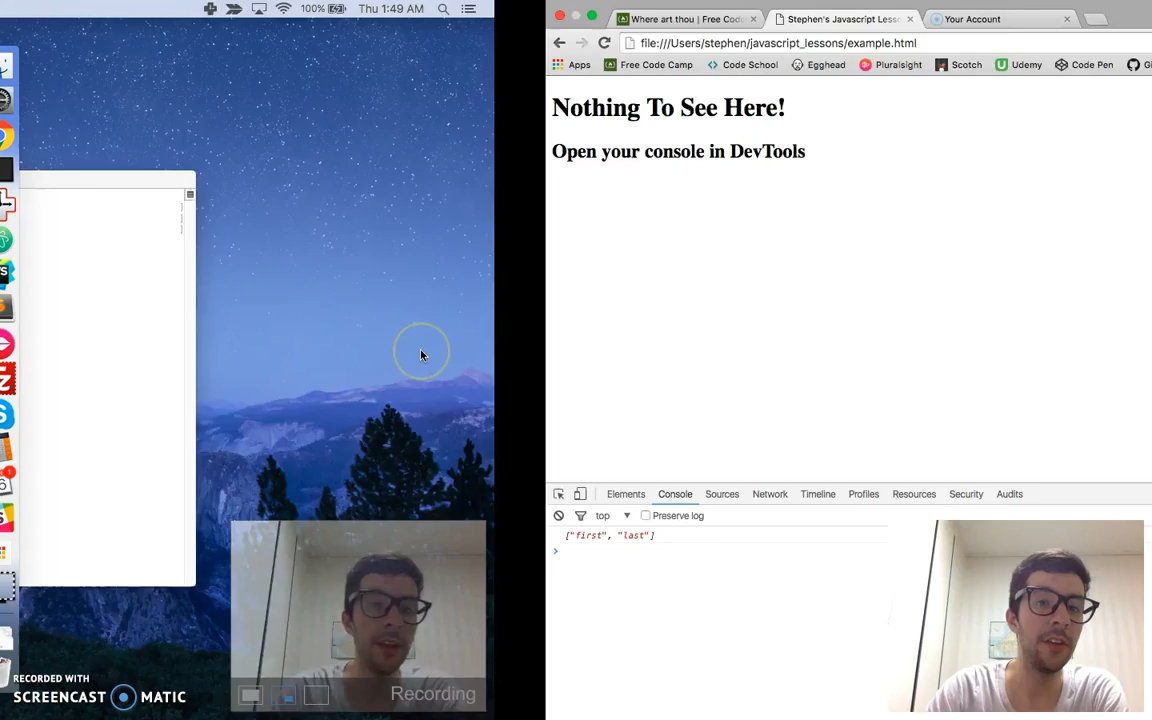 100% Thu 1:49 AM
Where art thou | Free Cod
Stephen's Javascript Less
Your Account
file:///Users/stephen/javascript_lessons/example.html
Apps Free Code Camp Code School Egghead Pluralsight Scotch Udemy Code Pen Gi
Nothing To See Here!
Open your console in DevTools
Elements Console Sources Network Timeline Profiles Resources Security Audits
top Preserve log
["first", "last"]
Recording
RECORDED WITH
SCREENCAST MATIC